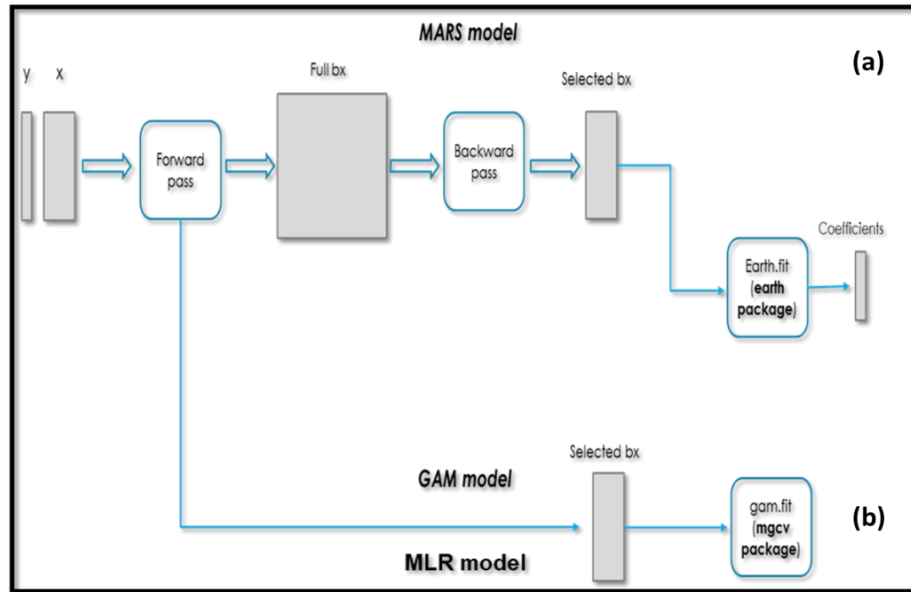 MARS model
(a)
y
x
Full bx
Selected bx
Forward
pass
Backward
pass
Coefficients
Earth.fit
(earth
package)
Selected bx
GAM model
gam.fit
(mgcv
package)
(b)
MLR model